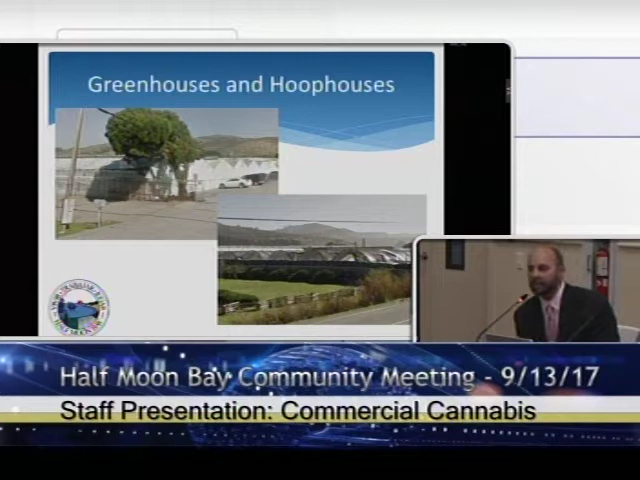 Greenhouses and Hoophouses
Half Moon Bay Community Meeting - 9/13/17
Staff Presentation: Commercial Cannabis